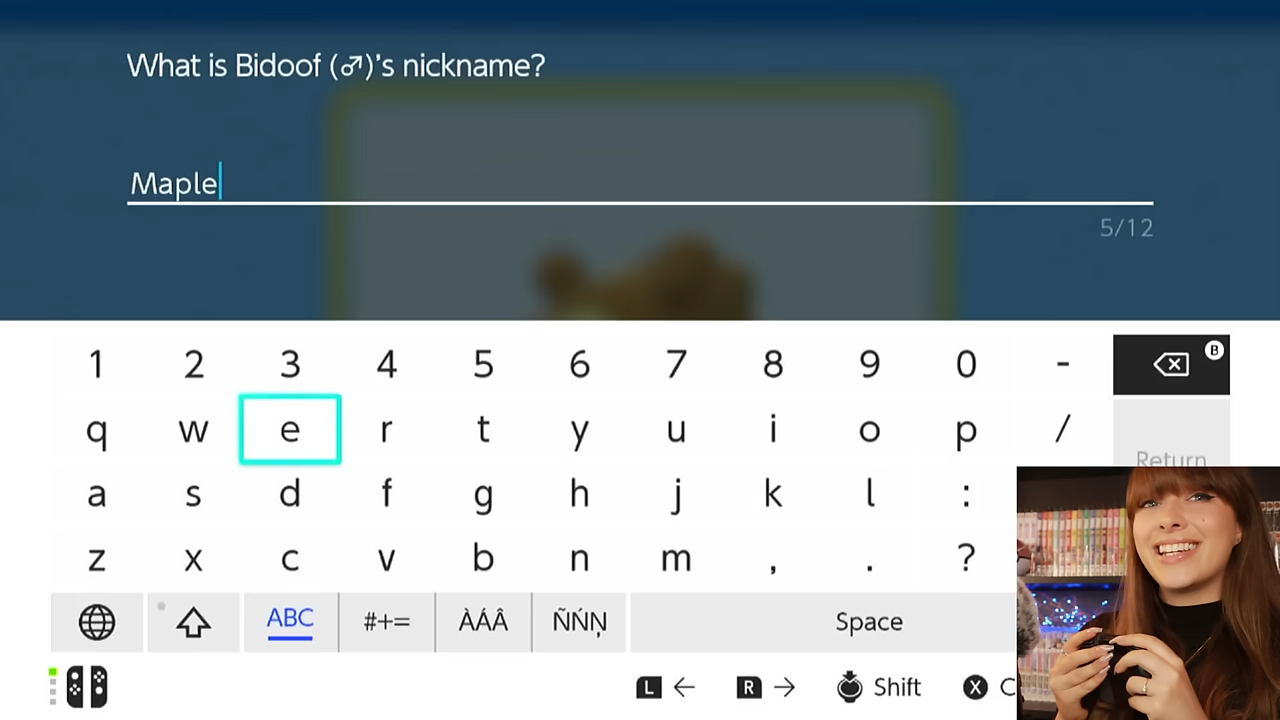 What is Bidoof (♂)'s nickname?
Maple
5/12
1 2 3 4 5 6 7 8 9 0 -
B
q w e r t y u i o p /
Return
a s d f g h j k l :
z x c v b n m , . ?
ABC #+= ÀÁÂ ÑŃŅ Space
L ← R → Shift X C